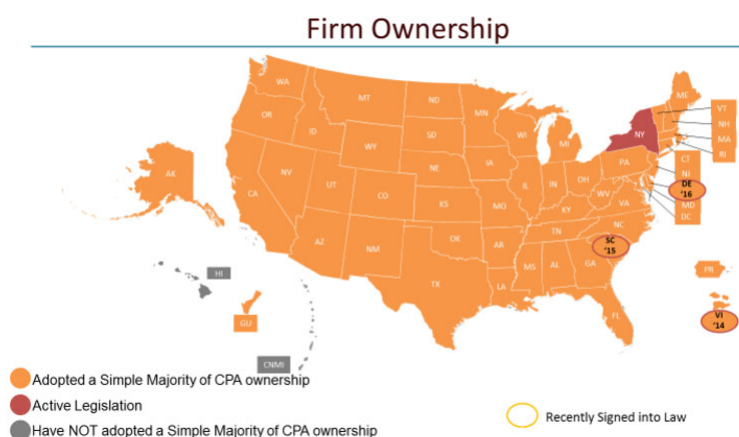 Firm Ownership
WA
MT
ND
MN
ME
VT
OR
ID
SD
WI
MI
NY
NH
MA
RI
WY
IA
PA
CT
NJ
NE
NV
UT
CO
IL
IN
OH
DE
'16
MD
DC
AK
CA
KS
MO
WV
VA
KY
NC
AZ
NM
OK
AR
TN
SC
'15
MS
AL
GA
TX
LA
FL
PR
HI
GU
VI
'14
CNMI
Adopted a Simple Majority of CPA ownership
Active Legislation
Have NOT adopted a Simple Majority of CPA ownership
Recently Signed into Law